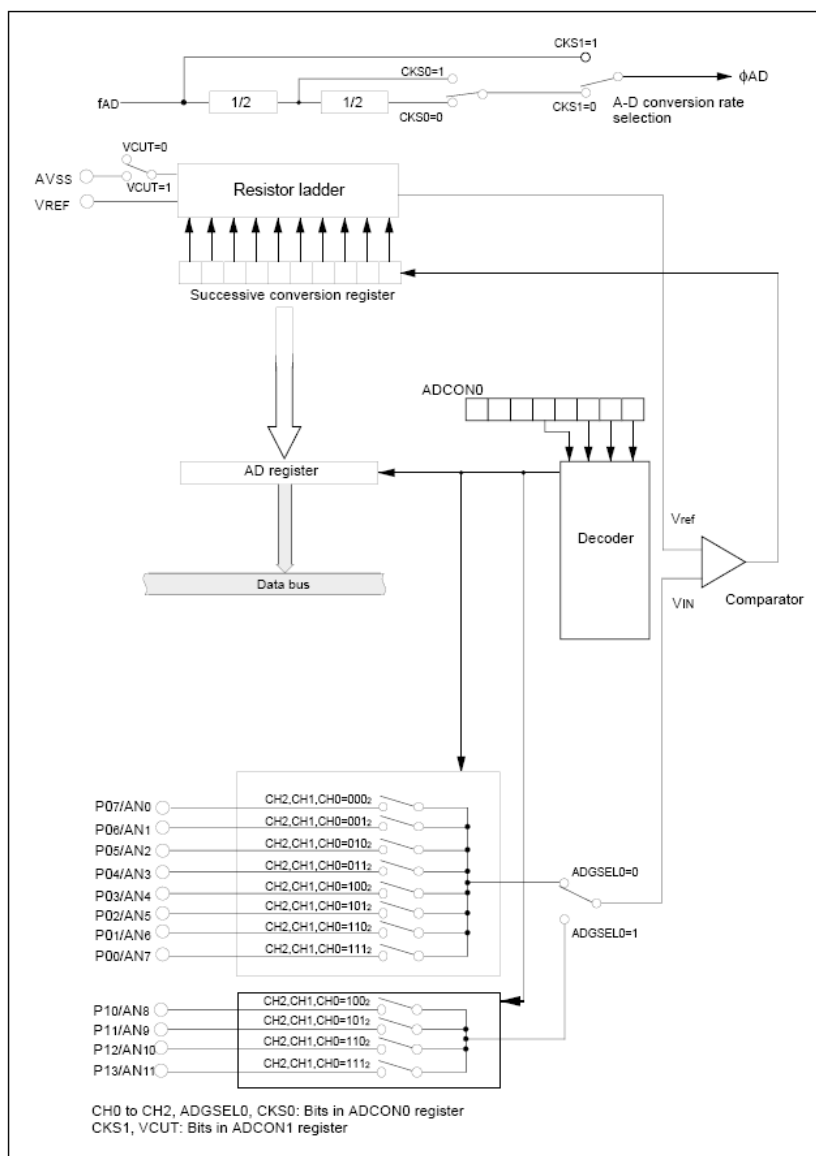 CKS1=1
CKS0=1
ϕAD
fAD
1/2
1/2
CKS0=0
CKS1=0
A-D conversion rate
selection
VCUT=0
AVSS
VCUT=1
VREF
Resistor ladder
Successive conversion register
ADCON0
AD register
Data bus
Decoder
Vref
VIN
Comparator
P07/AN0
CH2,CH1,CH0=000₂
P06/AN1
CH2,CH1,CH0=001₂
P05/AN2
CH2,CH1,CH0=010₂
P04/AN3
CH2,CH1,CH0=011₂
P03/AN4
CH2,CH1,CH0=100₂
P02/AN5
CH2,CH1,CH0=101₂
P01/AN6
CH2,CH1,CH0=110₂
P00/AN7
CH2,CH1,CH0=111₂
ADGSEL0=0
ADGSEL0=1
P10/AN8
CH2,CH1,CH0=100₂
P11/AN9
CH2,CH1,CH0=101₂
P12/AN10
CH2,CH1,CH0=110₂
P13/AN11
CH2,CH1,CH0=111₂
CH0 to CH2, ADGSEL0, CKS0: Bits in ADCON0 register
CKS1, VCUT: Bits in ADCON1 register